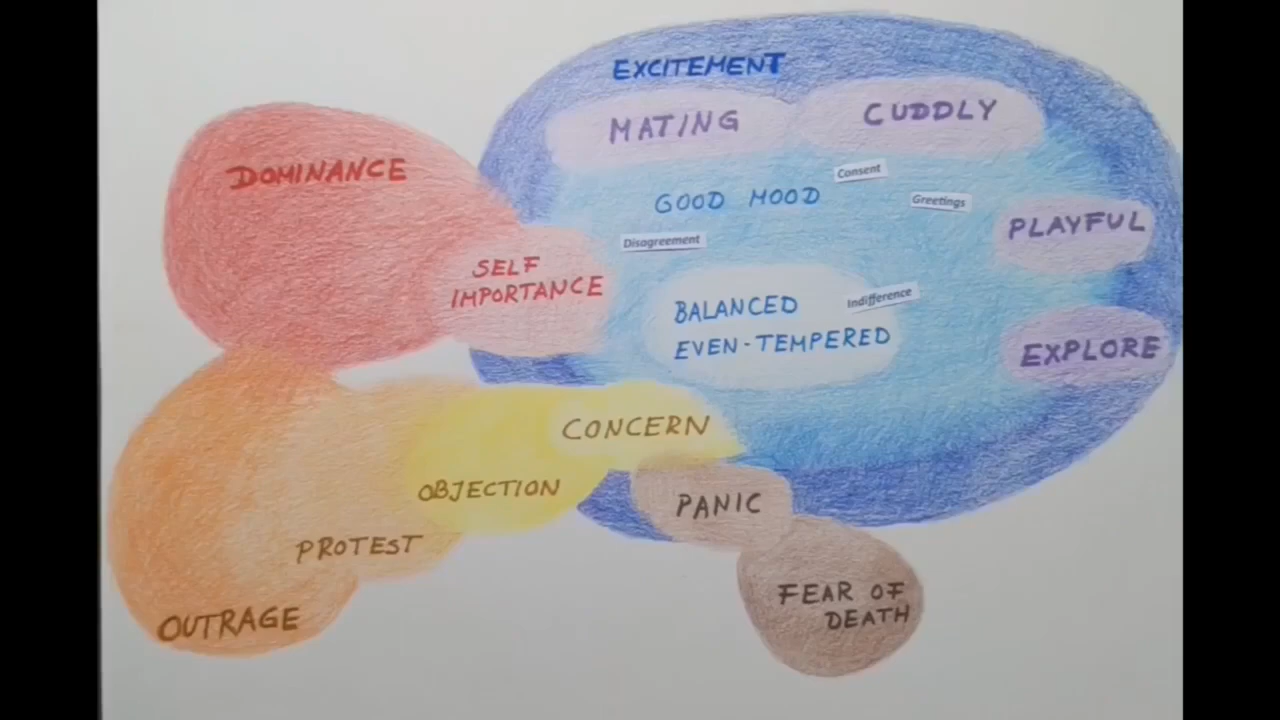 EXCITEMENT
MATING
CUDDLY
DOMINANCE
Consent
GOOD MOOD
Greetings
PLAYFUL
Disagreement
SELF
IMPORTANCE
BALANCED
Indifference
EVEN-TEMPERED
EXPLORE
CONCERN
OBJECTION
PANIC
PROTEST
FEAR OF
DEATH
OUTRAGE